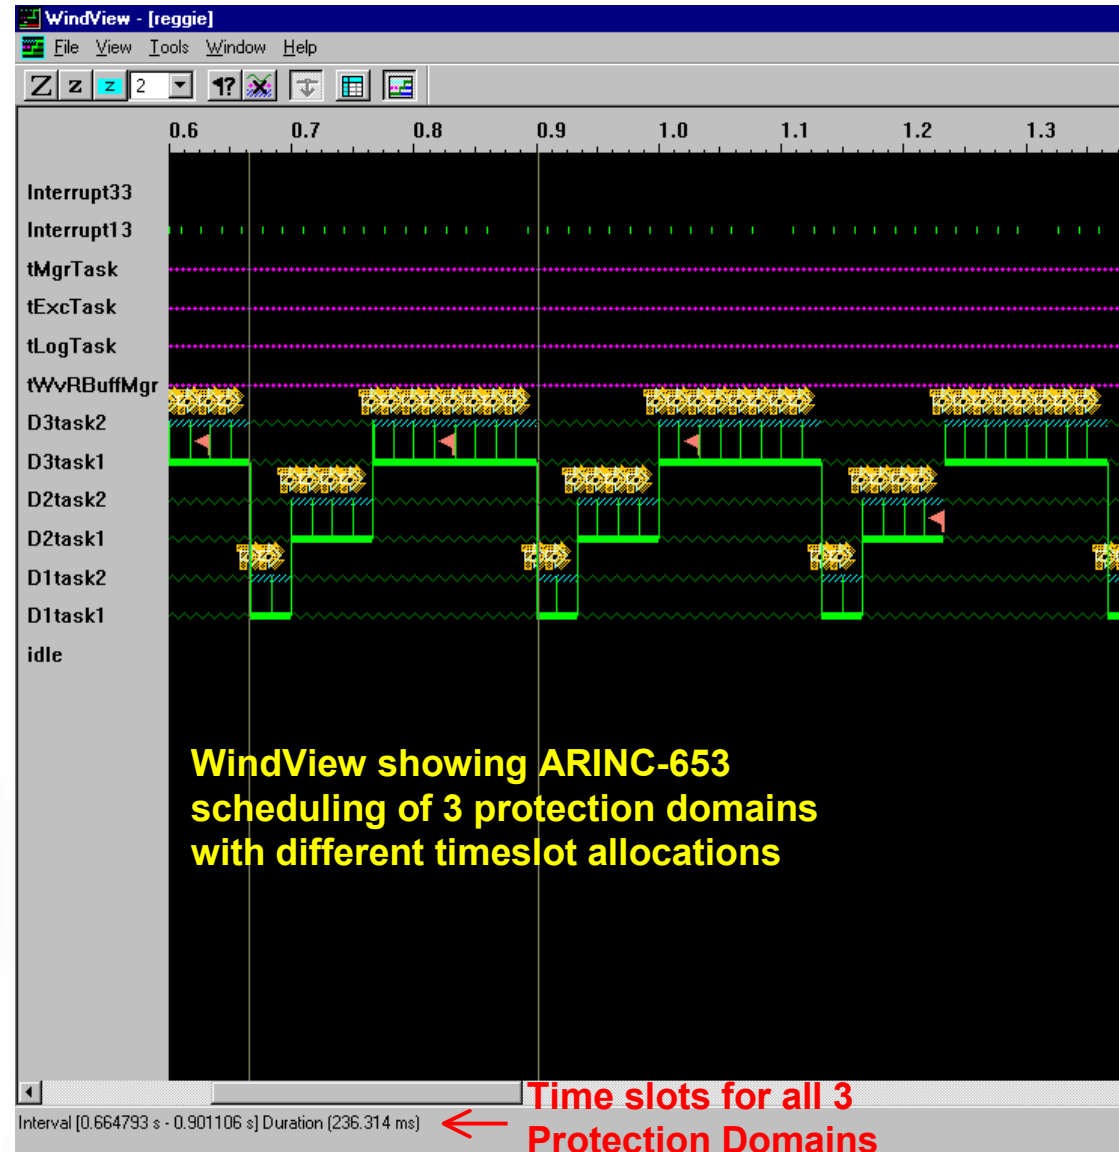 WindView - [reggie]
File View Tools Window Help
Z z z 2
0.6 0.7 0.8 0.9 1.0 1.1 1.2 1.3
Interrupt33
Interrupt13
tMgrTask
tExcTask
tLogTask
tWvRBuffMgr
D3task2
D3task1
D2task2
D2task1
D1task2
D1task1
idle
WindView showing ARINC-653
scheduling of 3 protection domains
with different timeslot allocations
Time slots for all 3
Interval [0.664793 s - 0.901106 s] Duration (236.314 ms)
Protection Domains